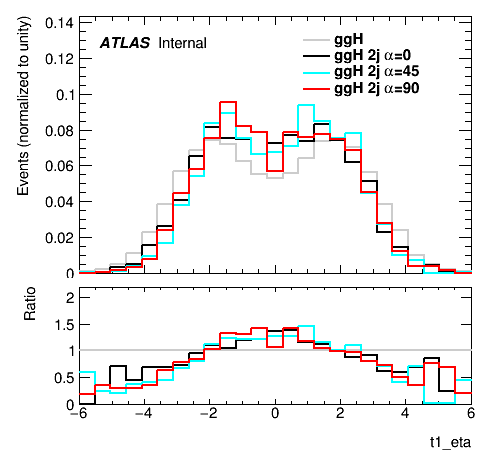 0.14
0.12
0.1
0.08
0.06
0.04
0.02
0
Events (normalized to unity)
ATLAS Internal
ggH
ggH 2j α=0
ggH 2j α=45
ggH 2j α=90
Ratio
2
1.5
1
0.5
0
−6 −4 −2 0 2 4 6
t1_eta